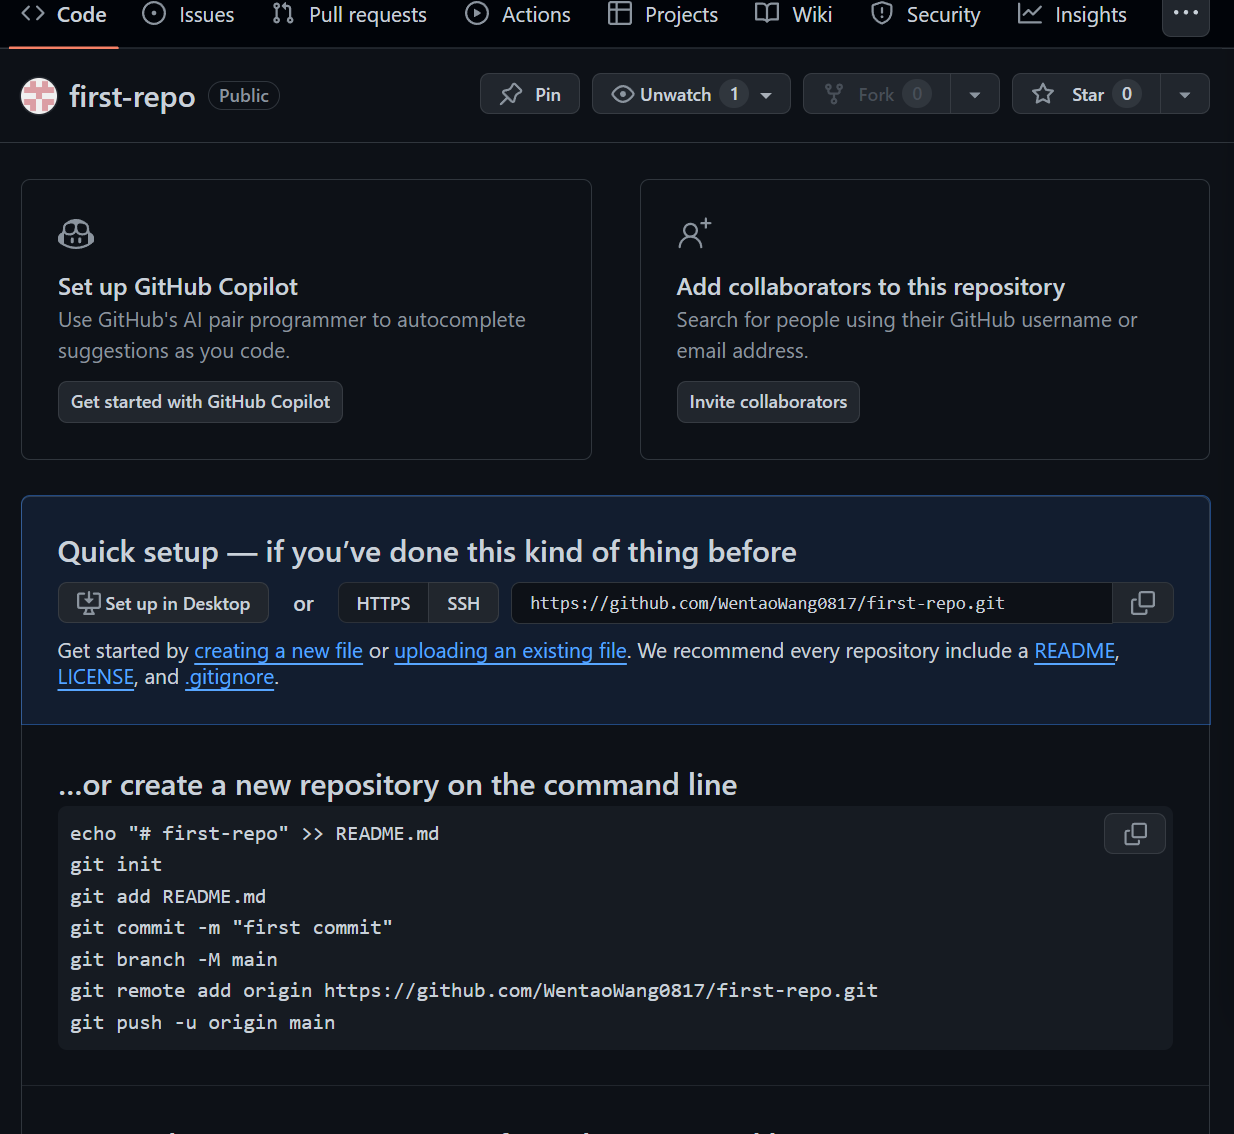 Code Issues Pull requests Actions Projects Wiki Security Insights
first-repo Public Pin Unwatch 1 Fork 0 Star 0
Set up GitHub Copilot
Use GitHub's AI pair programmer to autocomplete
suggestions as you code.
Get started with GitHub Copilot
Add collaborators to this repository
Search for people using their GitHub username or
email address.
Invite collaborators
Quick setup — if you’ve done this kind of thing before
Set up in Desktop or HTTPS SSH https://github.com/WentaoWang0817/first-repo.git
Get started by creating a new file or uploading an existing file. We recommend every repository include a README,
LICENSE, and .gitignore.
…or create a new repository on the command line
echo "# first-repo" >> README.md
git init
git add README.md
git commit -m "first commit"
git branch -M main
git remote add origin https://github.com/WentaoWang0817/first-repo.git
git push -u origin main